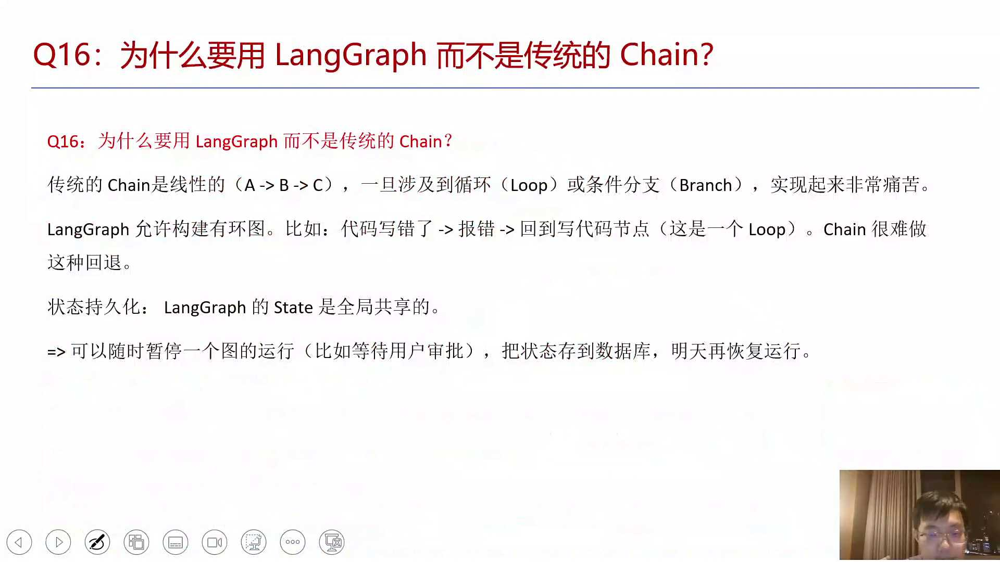 Q16：为什么要用 LangGraph 而不是传统的 Chain？
Q16：为什么要用 LangGraph 而不是传统的 Chain？
传统的 Chain是线性的（A -> B -> C），一旦涉及到循环（Loop）或条件分支（Branch），实现起来非常痛苦。
LangGraph 允许构建有环图。比如：代码写错了 -> 报错 -> 回到写代码节点（这是一个 Loop）。Chain 很难做
这种回退。
状态持久化： LangGraph 的 State 是全局共享的。
=> 可以随时暂停一个图的运行（比如等待用户审批），把状态存到数据库，明天再恢复运行。